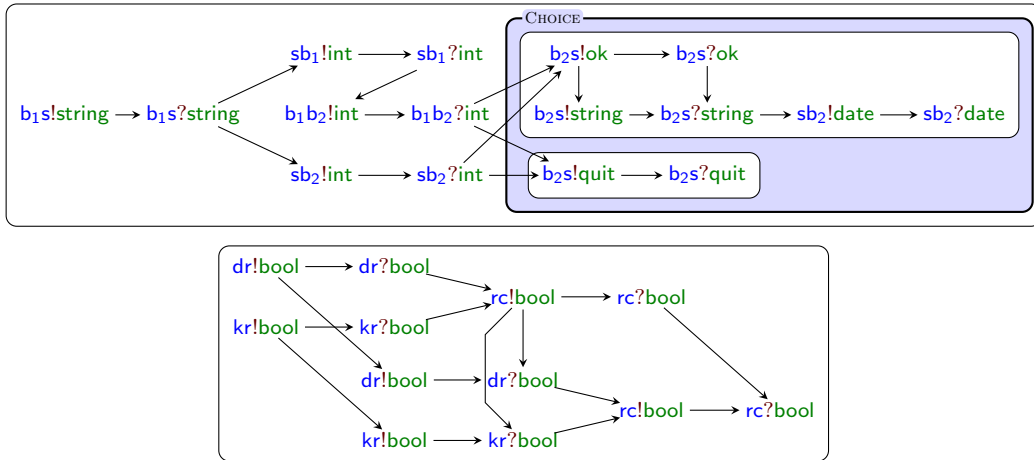 CHOICE
sb₁!int sb₁?int b₂s!ok b₂s?ok
b₁s!string b₁s?string b₁b₂!int b₁b₂?int b₂s!string b₂s?string sb₂!date sb₂?date
sb₂!int sb₂?int b₂s!quit b₂s?quit
dr!bool dr?bool
rc!bool rc?bool
kr!bool kr?bool
dr!bool dr?bool
rc!bool rc?bool
kr!bool kr?bool